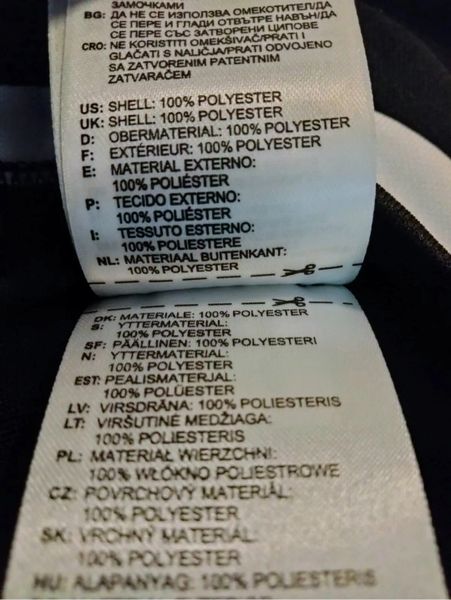 ЗАМОЧКАМИ
BG: ДА НЕ СЕ ИЗПОЛЗВА ОМЕКОТИТЕЛ/ДА
СЕ ПЕРЕ И ГЛАДИ ОТВЪТРЕ НАВЪН/ДА
СЕ ПЕРЕ СЪС ЗАТВОРЕНИ ЦИПОВЕ
CRO: NE KORISTITI OMEKŠIVAČ/PRATI I
GLAČATI S NALIČJA/PRATI ODVOJENO
SA ZATVORENIM PATENTNIM
ZATVARAČEM
US: SHELL: 100% POLYESTER
UK: SHELL: 100% POLYESTER
D: OBERMATERIAL: 100% POLYESTER
F: EXTÉRIEUR: 100% POLYESTER
E: MATERIAL EXTERNO:
100% POLIÉSTER
P: TECIDO EXTERNO:
100% POLIÉSTER
I: TESSUTO ESTERNO:
100% POLIESTERE
NL: MATERIAAL BUITENKANT:
100% POLYESTER
DK: MATERIALE: 100% POLYESTER
S: YTTERMATERIAL:
100% POLYESTER
SF: PÄÄLLINEN: 100% POLYESTERI
N: YTTERMATERIAL:
100% POLYESTER
EST: PEALISMATERJAL:
100% POLÜESTER
LV: VIRSDRĀNA: 100% POLIESTERIS
LT: VIRŠUTINĖ MEDŽIAGA:
100% POLIESTERIS
PL: MATERIAŁ WIERZCHNI:
100% WŁÓKNO POLIESTROWE
CZ: POVRCHOVÝ MATERIÁL:
100% POLYESTER
SK: VRCHNÝ MATERIÁL:
100% POLYESTER
HU: ALAPANYAG: 100% POLIÉSZTER